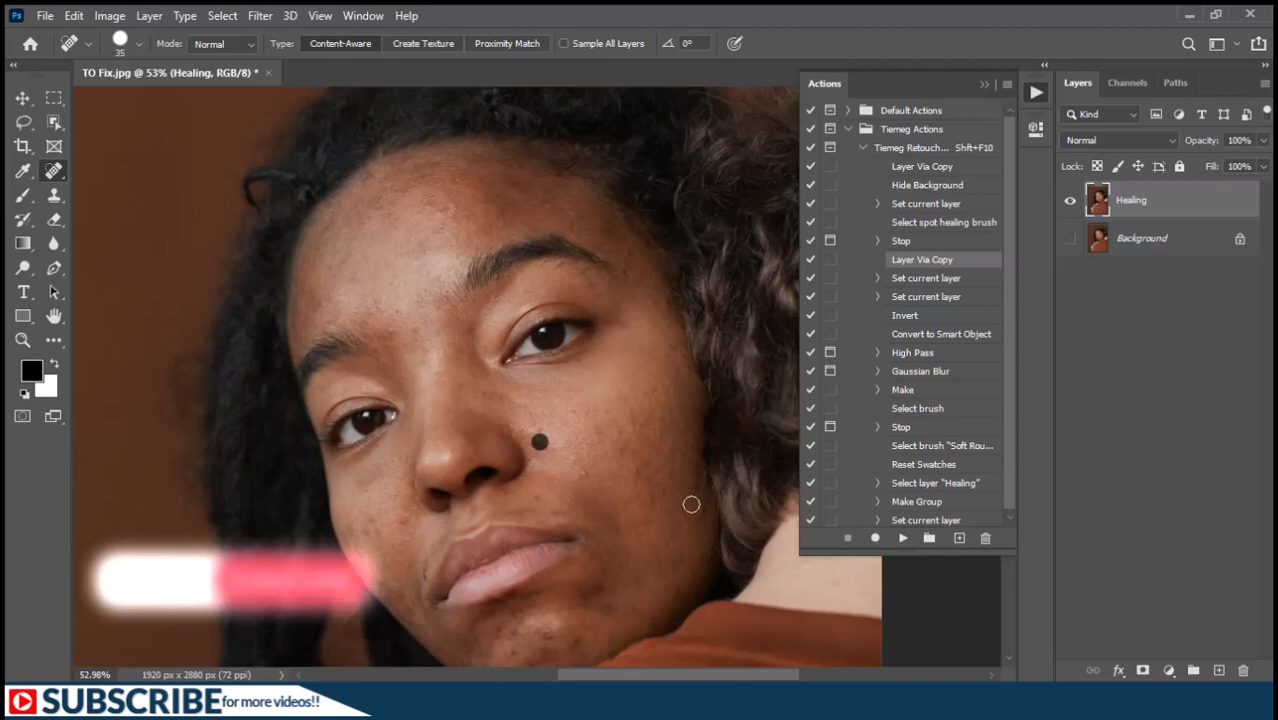 Ps File Edit Image Layer Type Select Filter 3D View Window Help
35 Mode: Normal Type: Content-Aware Create Texture Proximity Match Sample All Layers 0°
TO Fix.jpg @ 53% (Healing, RGB/8) *
Actions
Default Actions
Tiemeg Actions
Tiemeg Retouch... Shft+F10
Layer Via Copy
Hide Background
Set current layer
Select spot healing brush
Stop
Layer Via Copy
Set current layer
Set current layer
Invert
Convert to Smart Object
High Pass
Gaussian Blur
Make
Select brush
Stop
Select brush "Soft Rou...
Reset Swatches
Select layer "Healing"
Make Group
Set current layer
Layers Channels Paths
Kind
Normal Opacity: 100%
Lock: Fill: 100%
Healing
Background
52.98% 1920 px x 2880 px (72 ppi)
SUBSCRIBE for more videos!!